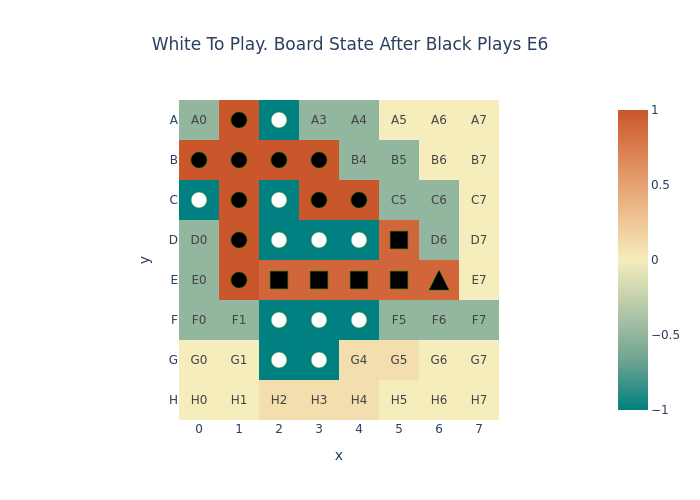 White To Play. Board State After Black Plays E6
A A0 A3 A4 A5 A6 A7
B B4 B5 B6 B7
C C5 C6 C7
D D0 D6 D7
E E0 E7
F F0 F1 F5 F6 F7
G G0 G1 G4 G5 G6 G7
H H0 H1 H2 H3 H4 H5 H6 H7
0 1 2 3 4 5 6 7
x
y
1
0.5
0
−0.5
−1